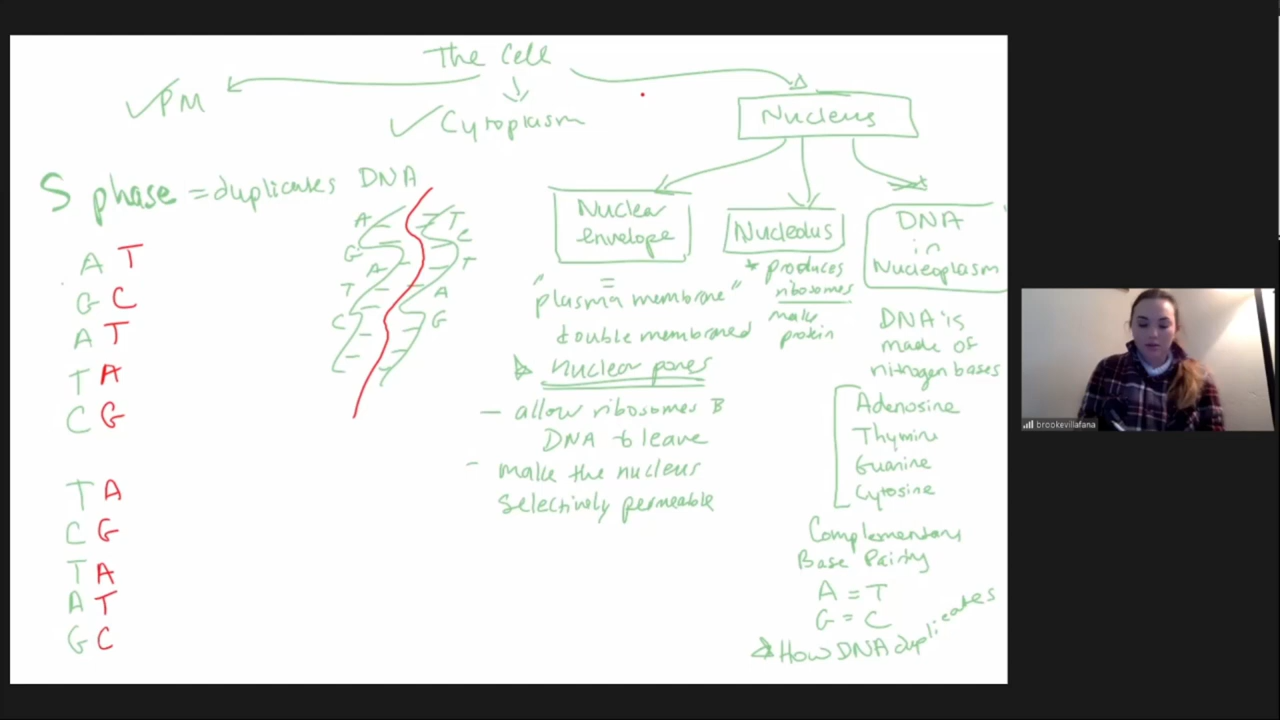 The Cell
✓PM
✓Cytoplasm
Nucleus
S phase = duplicates DNA
A T
G C
A T
T A
C G
T A
C G
T A
A T
G C
A
G
A
T
C
T
C
T
A
G
Nuclear
envelope
=
"plasma membrane"
double membraned
nuclear pores
- allow ribosomes
DNA to leave
- make the nucleus
selectively permeable
Nucleolus
* produces
ribosomes
make
protein
DNA
in
Nucleoplasm
DNA is
made of
nitrogen bases
Adenosine
Thymine
Guanine
Cytosine
Complementary
Base Pairing
A = T
G = C
How DNA duplicates
brookevillafana